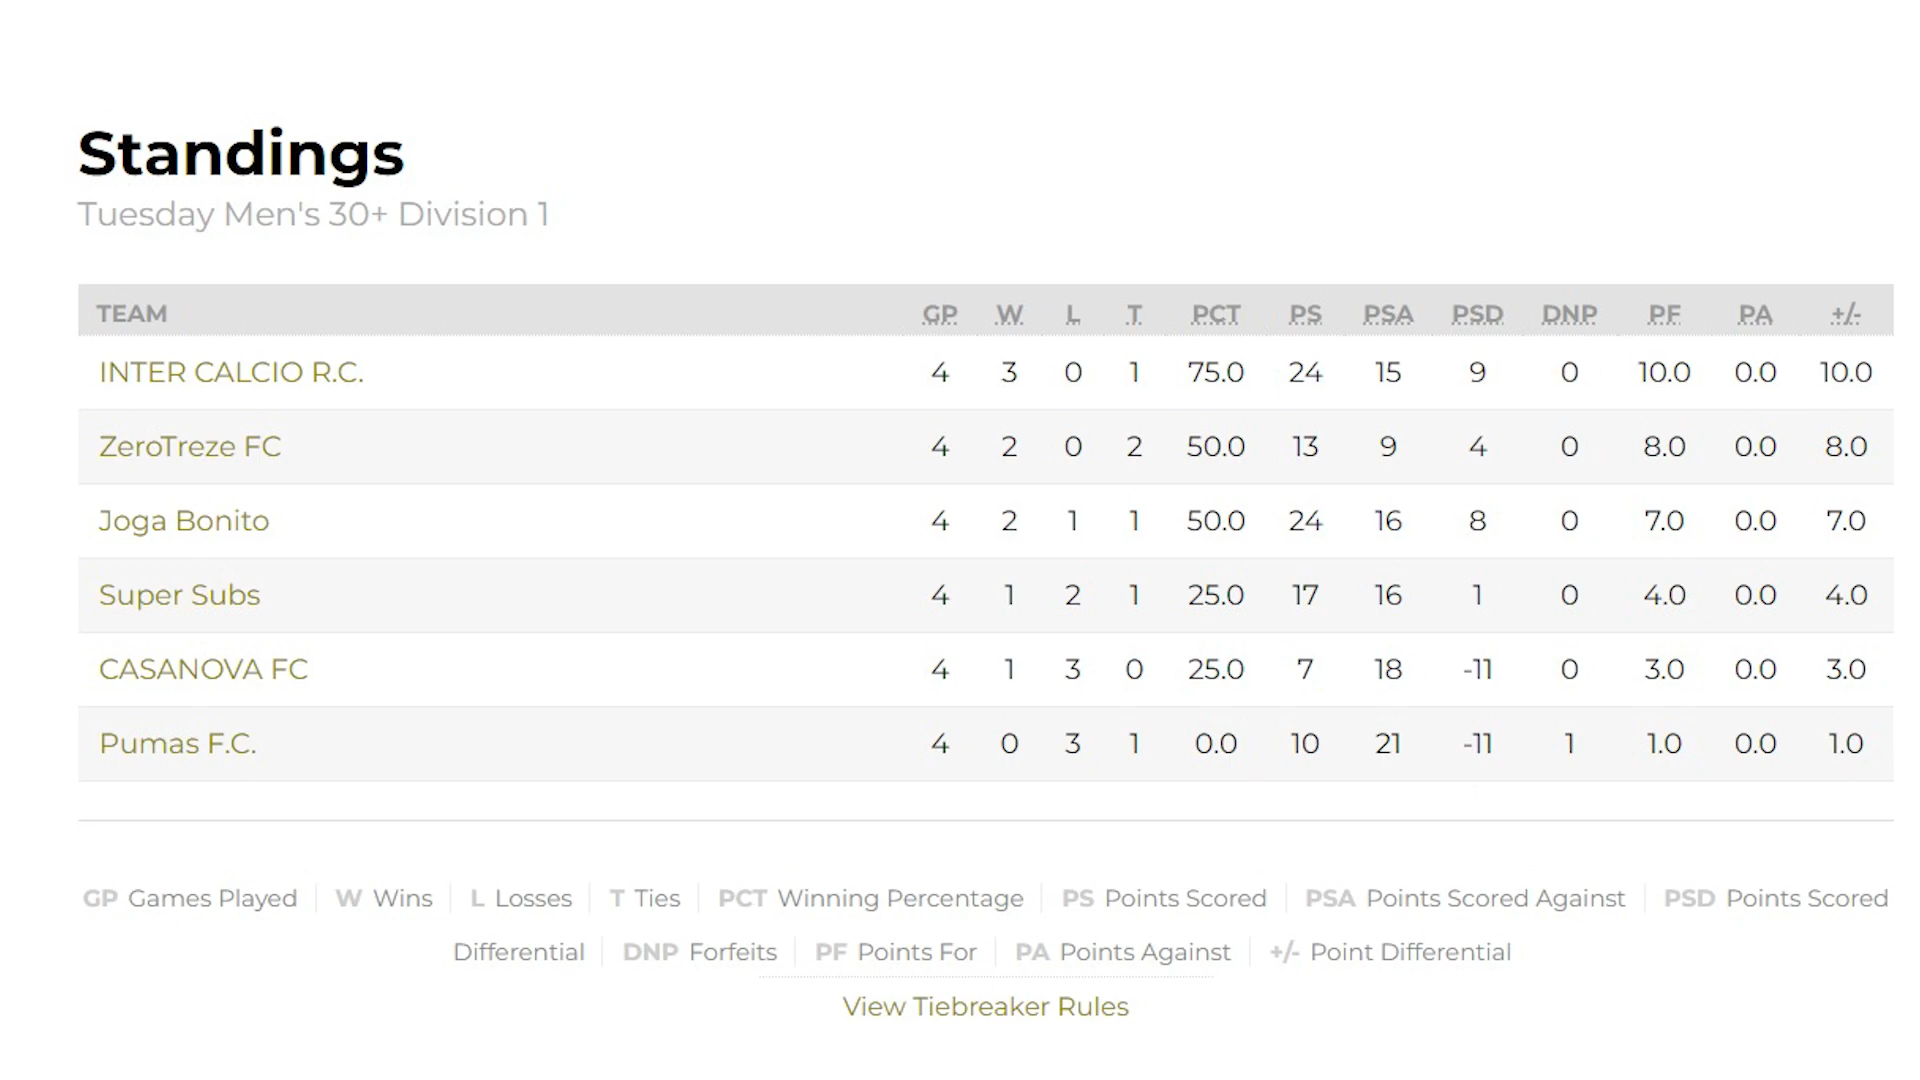 Standings
Tuesday Men's 30+ Division 1
TEAM GP W L T PCT PS PSA PSD DNP PF PA +/-
INTER CALCIO R.C. 4 3 0 1 75.0 24 15 9 0 10.0 0.0 10.0
ZeroTreze FC 4 2 0 2 50.0 13 9 4 0 8.0 0.0 8.0
Joga Bonito 4 2 1 1 50.0 24 16 8 0 7.0 0.0 7.0
Super Subs 4 1 2 1 25.0 17 16 1 0 4.0 0.0 4.0
CASANOVA FC 4 1 3 0 25.0 7 18 -11 0 3.0 0.0 3.0
Pumas F.C. 4 0 3 1 0.0 10 21 -11 1 1.0 0.0 1.0
GP Games Played W Wins L Losses T Ties PCT Winning Percentage PS Points Scored PSA Points Scored Against PSD Points Scored
Differential DNP Forfeits PF Points For PA Points Against +/- Point Differential
View Tiebreaker Rules